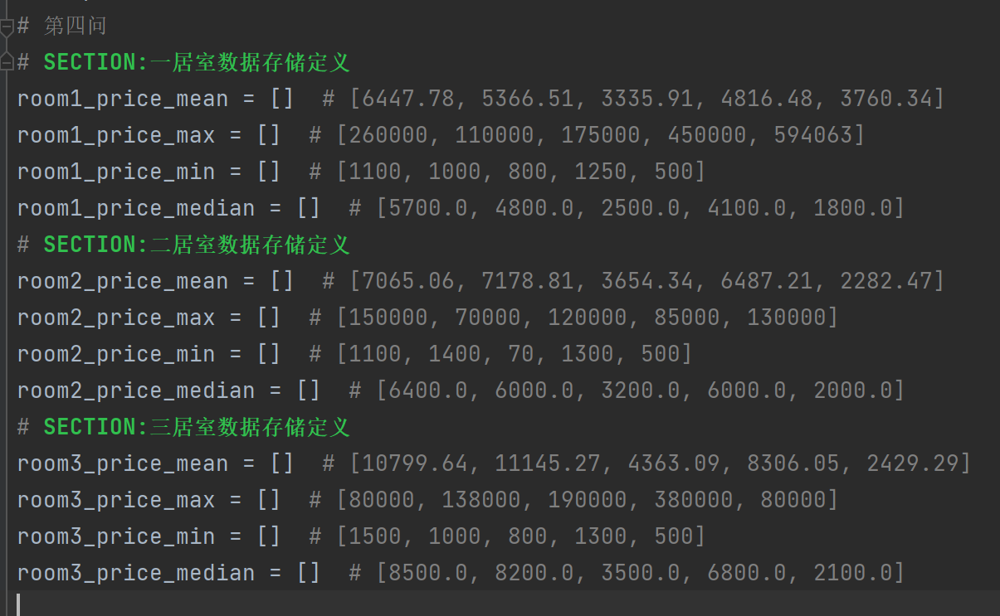 # 第四问
# SECTION:一居室数据存储定义
room1_price_mean = []  # [6447.78, 5366.51, 3335.91, 4816.48, 3760.34]
room1_price_max = []  # [260000, 110000, 175000, 450000, 594063]
room1_price_min = []  # [1100, 1000, 800, 1250, 500]
room1_price_median = []  # [5700.0, 4800.0, 2500.0, 4100.0, 1800.0]
# SECTION:二居室数据存储定义
room2_price_mean = []  # [7065.06, 7178.81, 3654.34, 6487.21, 2282.47]
room2_price_max = []  # [150000, 70000, 120000, 85000, 130000]
room2_price_min = []  # [1100, 1400, 70, 1300, 500]
room2_price_median = []  # [6400.0, 6000.0, 3200.0, 6000.0, 2000.0]
# SECTION:三居室数据存储定义
room3_price_mean = []  # [10799.64, 11145.27, 4363.09, 8306.05, 2429.29]
room3_price_max = []  # [80000, 138000, 190000, 380000, 80000]
room3_price_min = []  # [1500, 1000, 800, 1300, 500]
room3_price_median = []  # [8500.0, 8200.0, 3500.0, 6800.0, 2100.0]